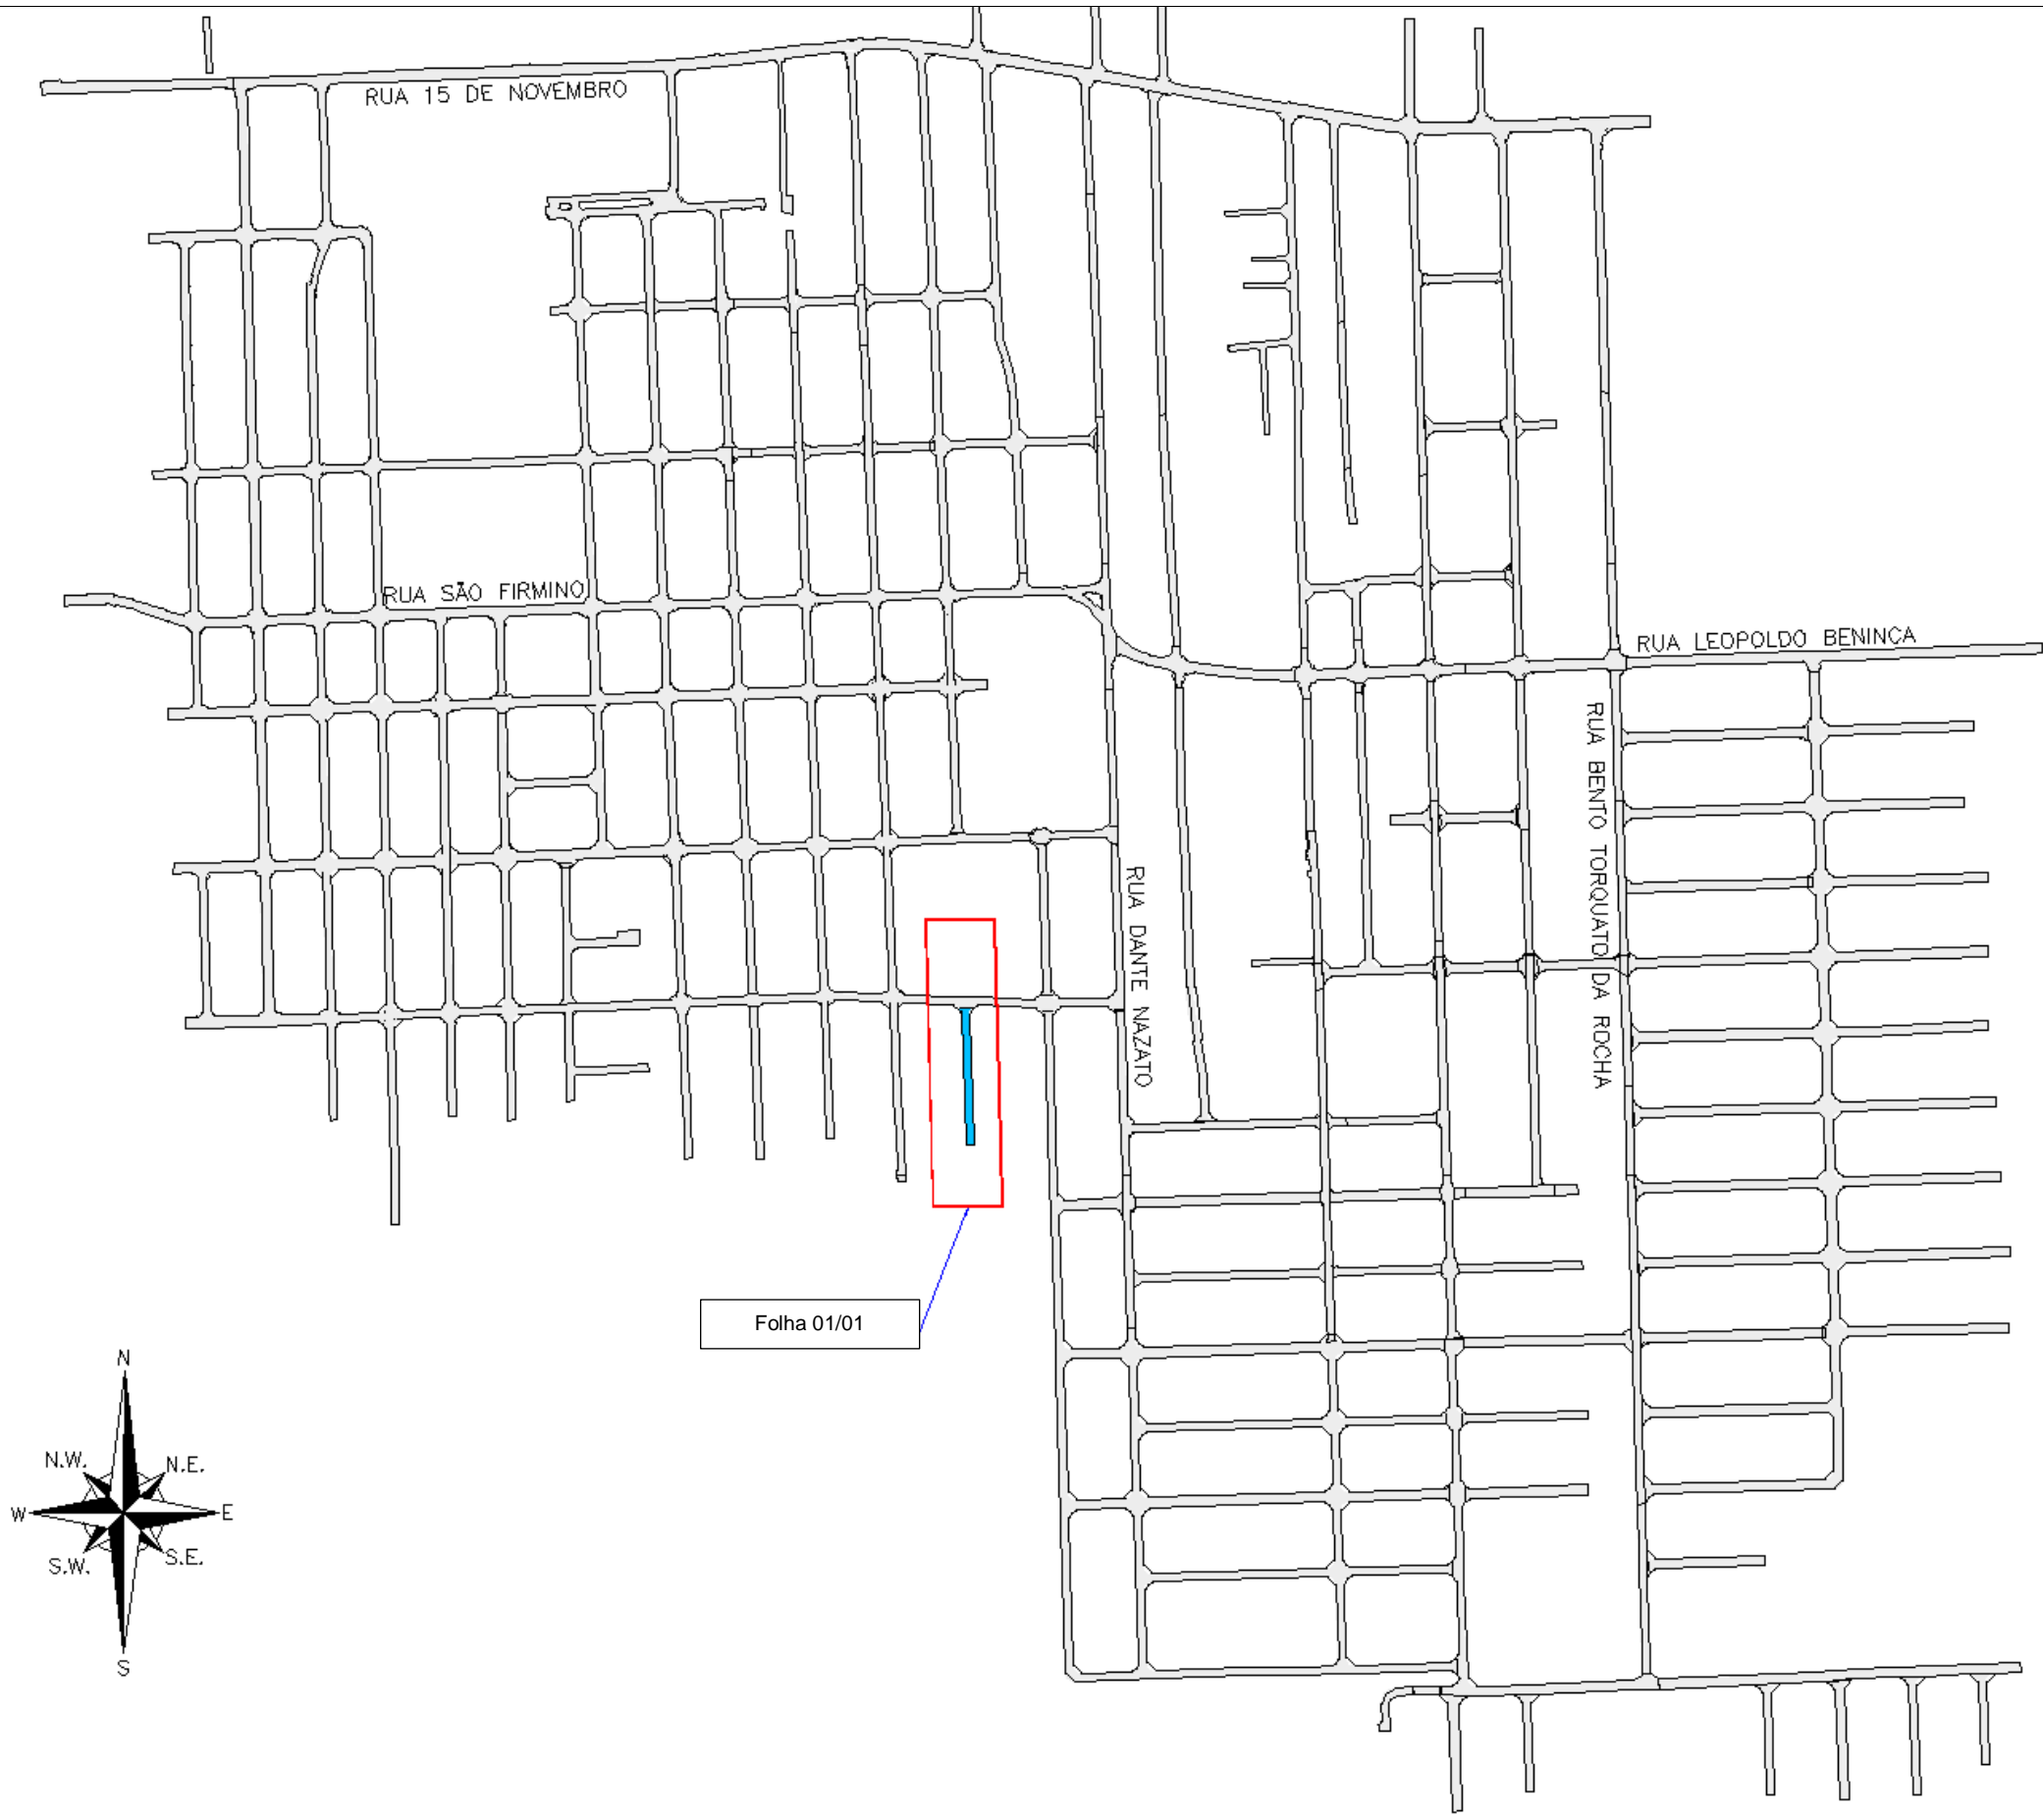 RUA 15 DE NOVEMBRO
RUA SÃO FIRMINO
RUA LEOPOLDO BENINCA
RUA BENTO TORQUATO DA ROCHA
RUA DANTE NAZATO
Folha 01/01
N
N.W.
N.E.
W
E
S.W.
S.E.
S